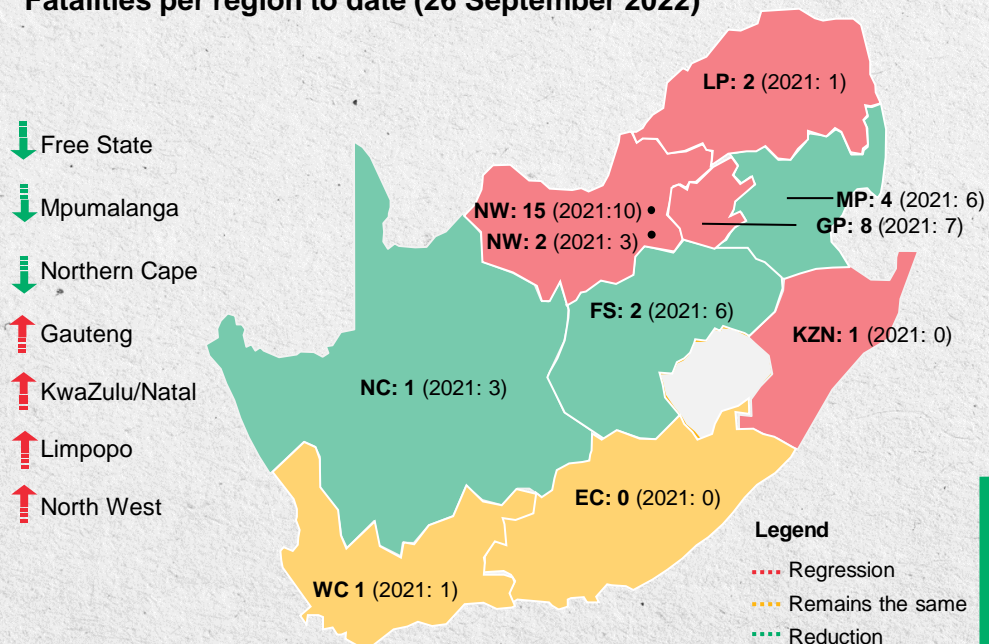 Fatalities per region to date (26 September 2022)
Free State
Mpumalanga
Northern Cape
Gauteng
KwaZulu/Natal
Limpopo
North West
LP: 2 (2021: 1)
NW: 15 (2021:10)
NW: 2 (2021: 3)
MP: 4 (2021: 6)
GP: 8 (2021: 7)
FS: 2 (2021: 6)
KZN: 1 (2021: 0)
NC: 1 (2021: 3)
EC: 0 (2021: 0)
WC 1 (2021: 1)
Legend
Regression
Remains the same
Reduction